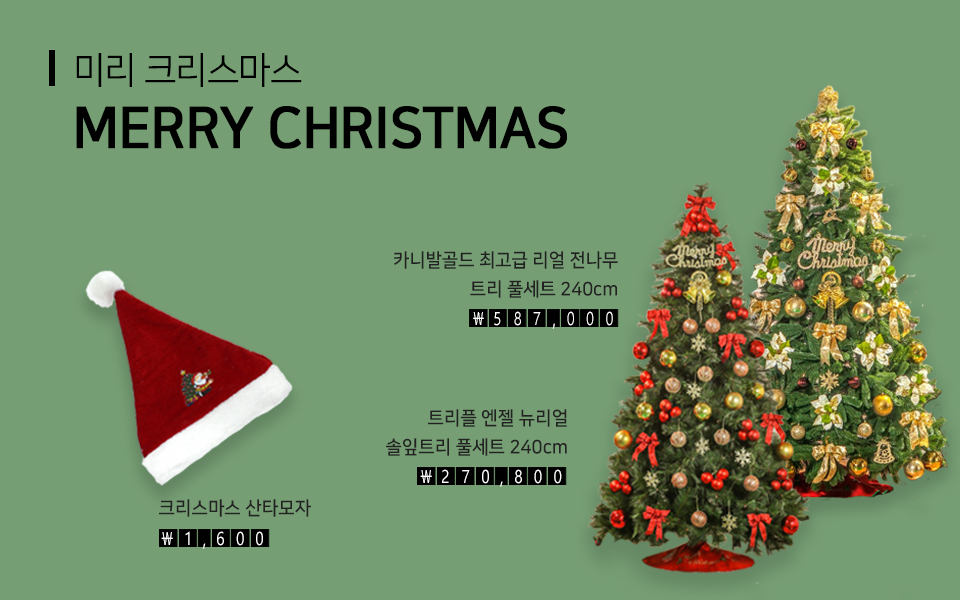 미리 크리스마스
MERRY CHRISTMAS
카니발골드 최고급 리얼 전나무
트리 풀세트 240cm
₩587,000
트리플 엔젤 뉴리얼
솔잎트리 풀세트 240cm
₩270,800
크리스마스 산타모자
₩1,600
Merry
Christmas
Merry
Christmas